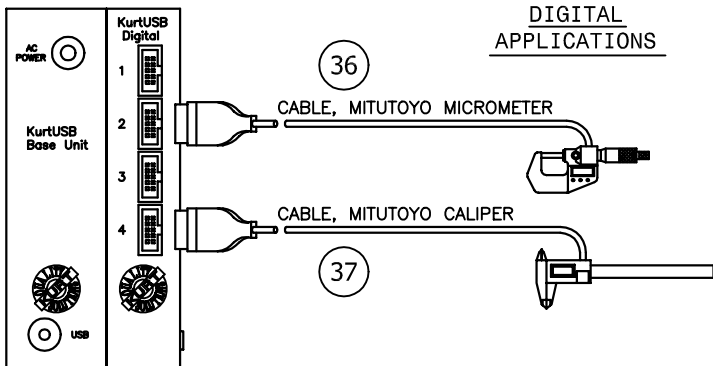 DIGITAL
APPLICATIONS
KurtUSB
Digital
AC
POWER
1
36
CABLE, MITUTOYO MICROMETER
2
KurtUSB
Base Unit
3
CABLE, MITUTOYO CALIPER
4
37
USB